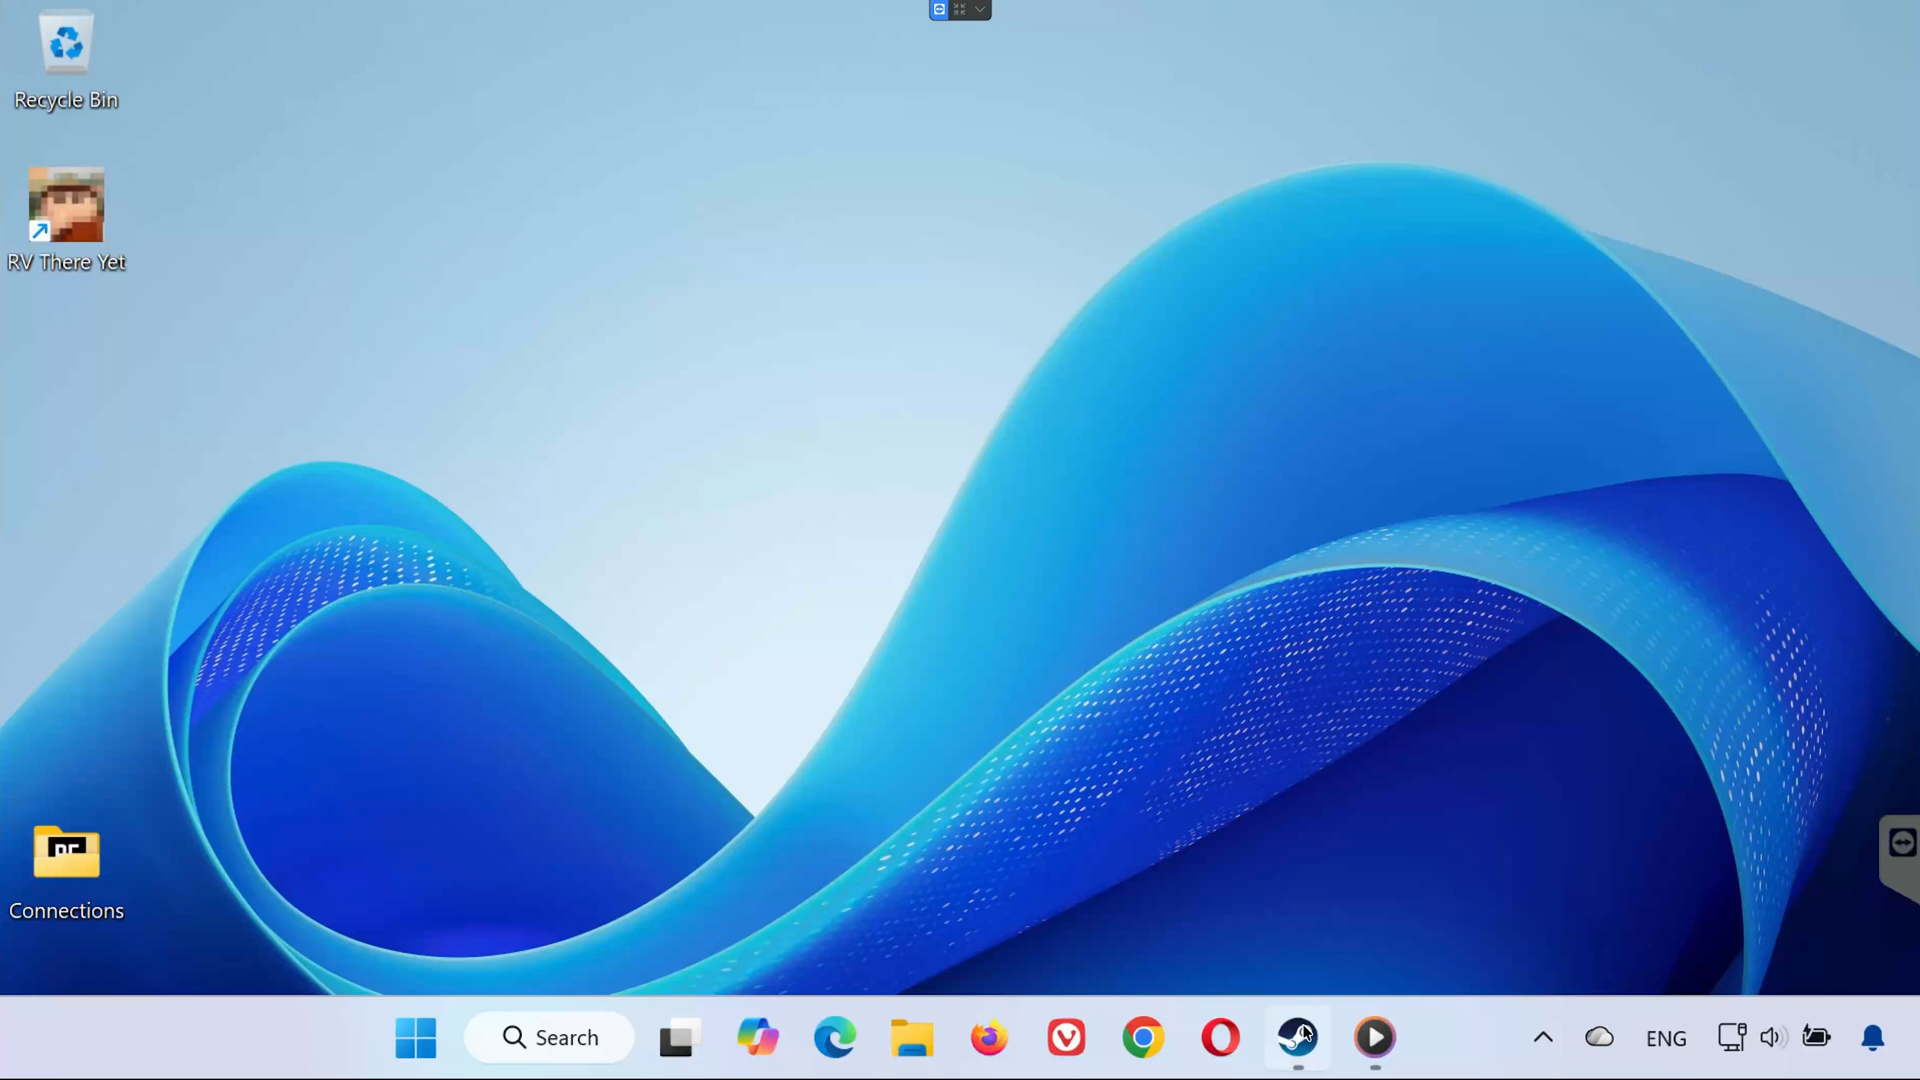 Recycle Bin
RV There Yet
Connections
Search
ENG